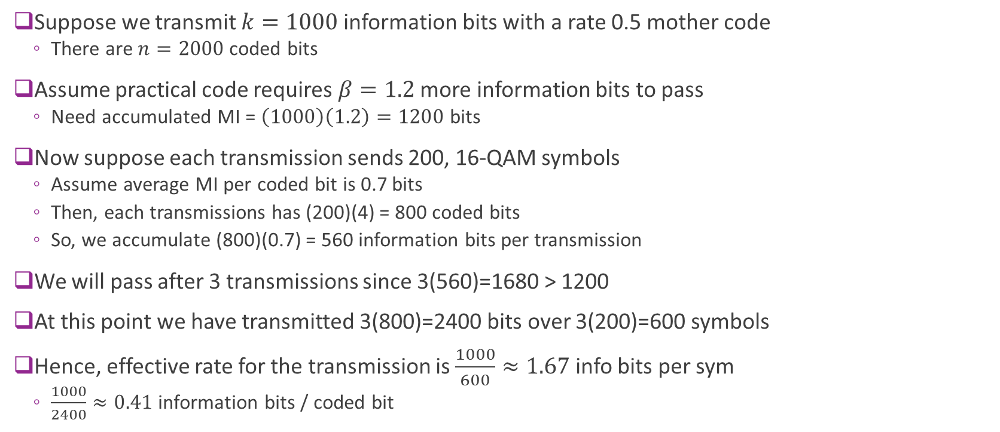 ❑Suppose we transmit k = 1000 information bits with a rate 0.5 mother code
◦ There are n = 2000 coded bits
❑Assume practical code requires β = 1.2 more information bits to pass
◦ Need accumulated MI = (1000)(1.2) = 1200 bits
❑Now suppose each transmission sends 200, 16-QAM symbols
◦ Assume average MI per coded bit is 0.7 bits
◦ Then, each transmissions has (200)(4) = 800 coded bits
◦ So, we accumulate (800)(0.7) = 560 information bits per transmission
❑We will pass after 3 transmissions since 3(560)=1680 > 1200
❑At this point we have transmitted 3(800)=2400 bits over 3(200)=600 symbols
❑Hence, effective rate for the transmission is 1000/600 ≈ 1.67 info bits per sym
◦ 1000/2400 ≈ 0.41 information bits / coded bit